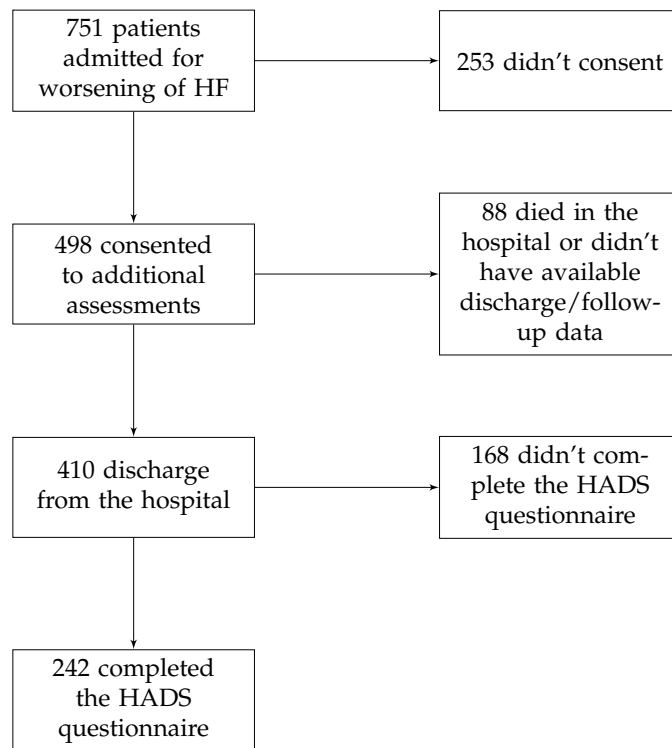 751 patients
admitted for
worsening of HF
253 didn't consent
498 consented
to additional
assessments
88 died in the
hospital or didn't
have available
discharge/follow-
up data
410 discharge
from the hospital
168 didn't com-
plete the HADS
questionnaire
242 completed
the HADS
questionnaire